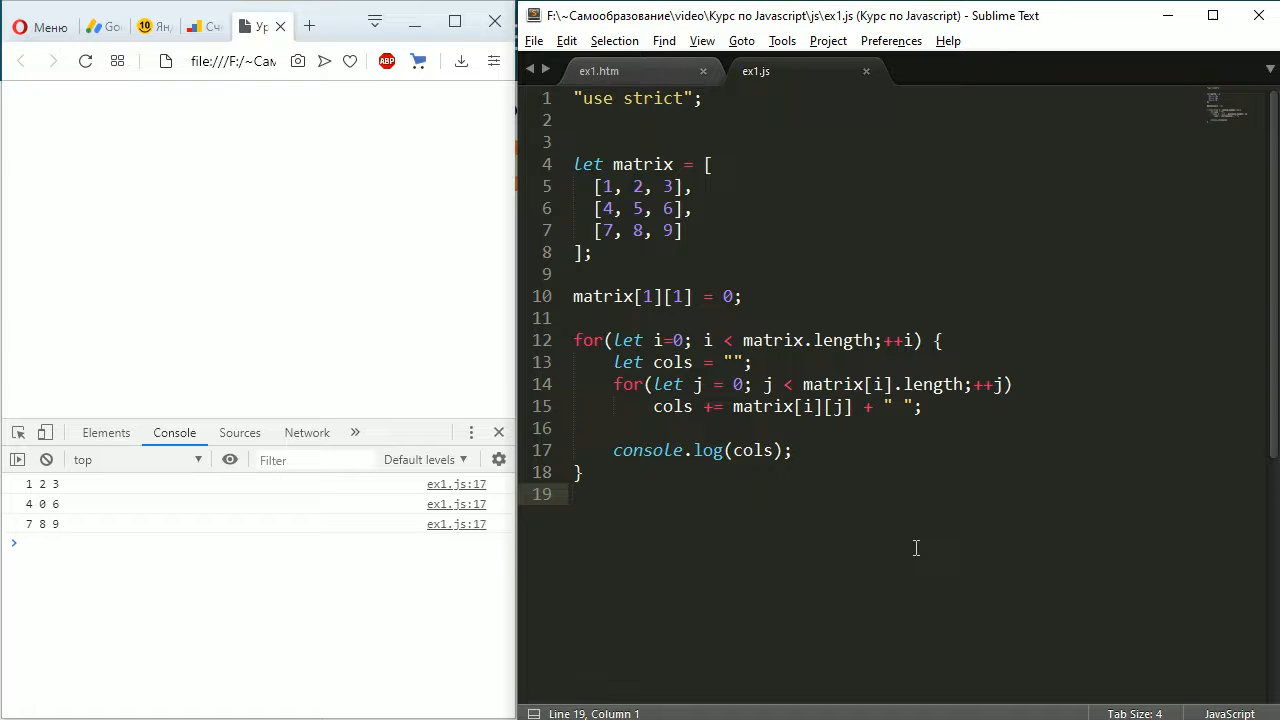 Меню
Go
10 Янд
Сч
Ур
file:///F:/~Сам
ABP
Elements Console Sources Network »
top Filter Default levels
1 2 3 ex1.js:17
4 0 6 ex1.js:17
7 8 9 ex1.js:17
>
F:\~Самообразование\video\Курс по Javascript\js\ex1.js (Курс по Javascript) - Sublime Text
File Edit Selection Find View Goto Tools Project Preferences Help
ex1.htm ex1.js
1 "use strict";
2
3
4 let matrix = [
5 [1, 2, 3],
6 [4, 5, 6],
7 [7, 8, 9]
8 ];
9
10 matrix[1][1] = 0;
11
12 for(let i=0; i < matrix.length;++i) {
13 let cols = "";
14 for(let j = 0; j < matrix[i].length;++j)
15 cols += matrix[i][j] + " ";
16
17 console.log(cols);
18 }
19
Line 19, Column 1 Tab Size: 4 JavaScript